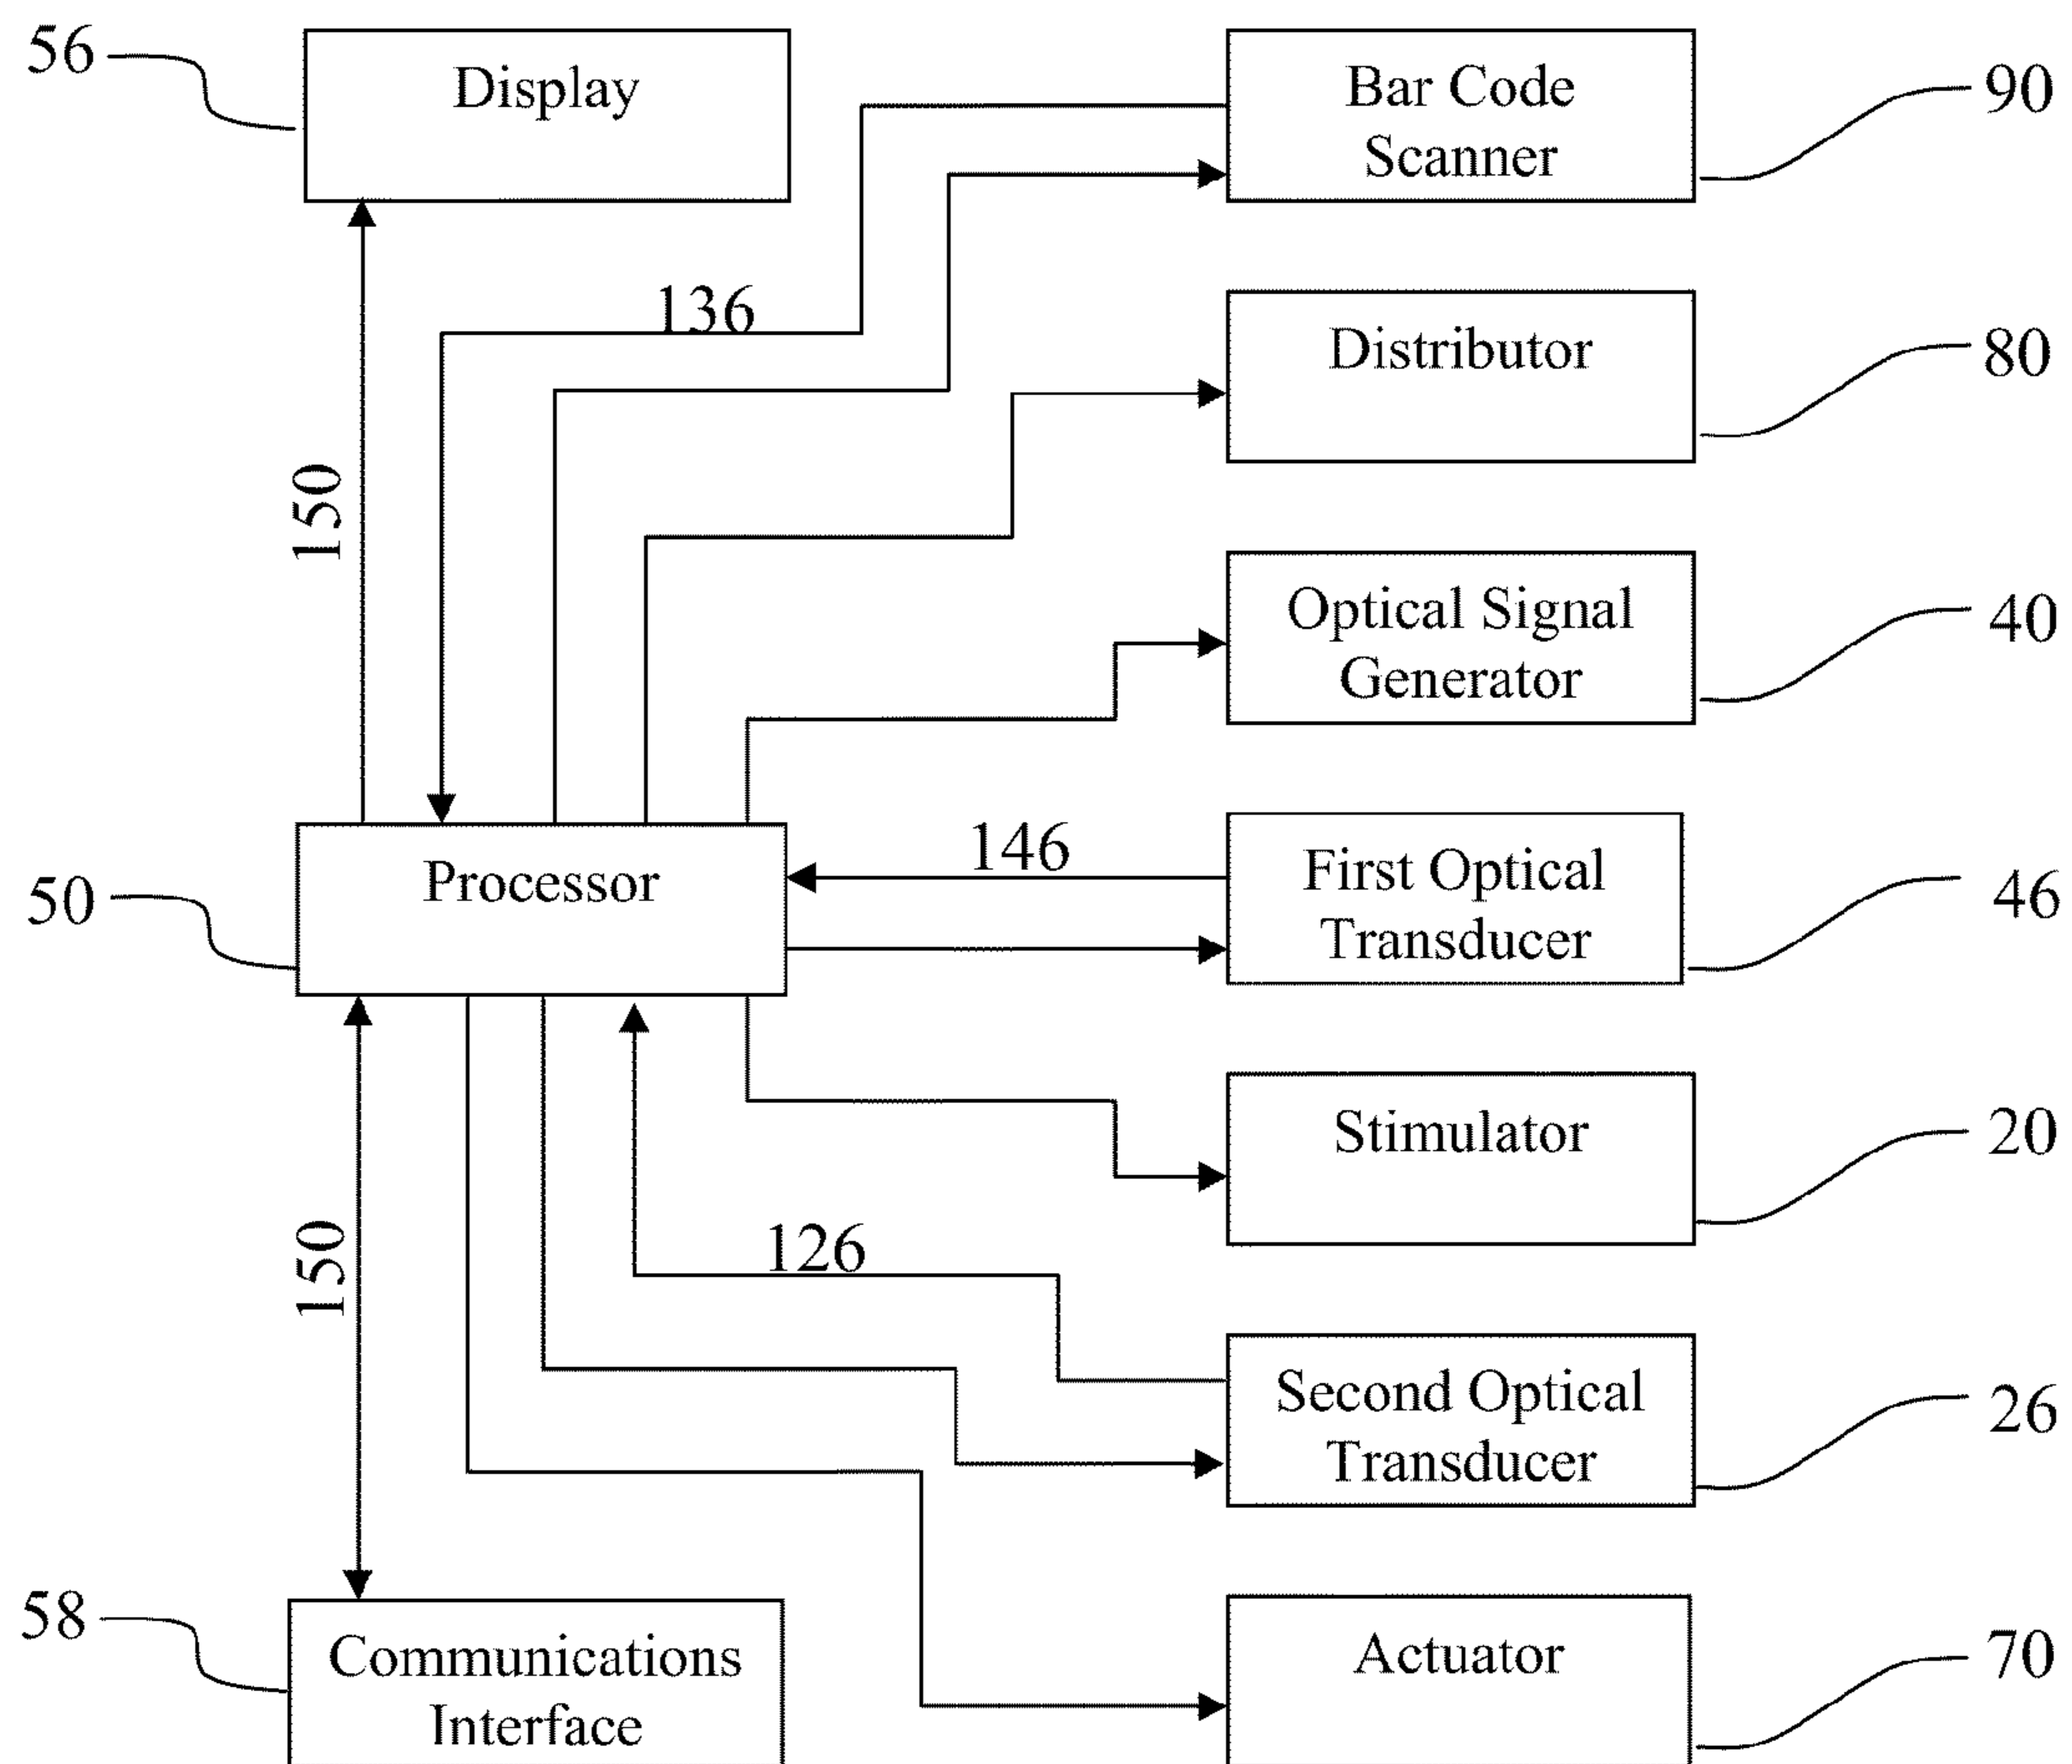 56
Display
Bar Code
Scanner
90
136
Distributor
80
150
Optical Signal
Generator
40
146
Processor
50
First Optical
Transducer
46
Stimulator
20
126
150
Second Optical
Transducer
26
58
Communications
Interface
Actuator
70